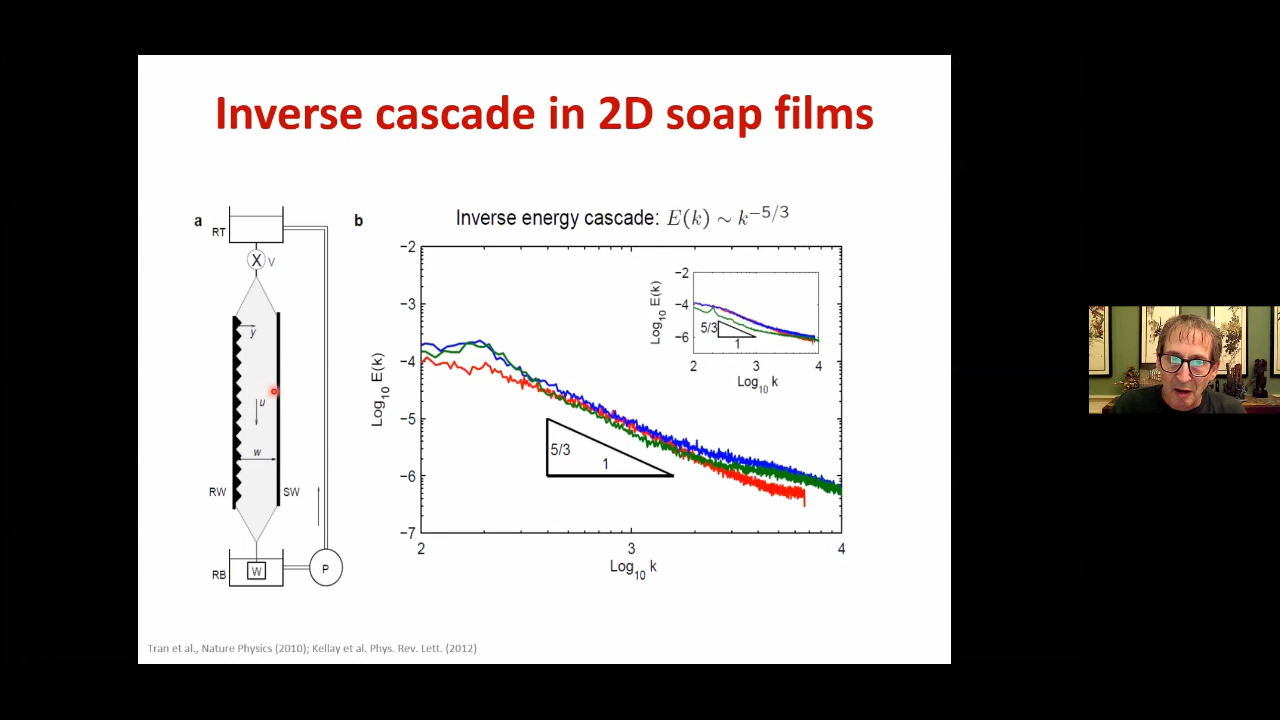 Inverse cascade in 2D soap films
a
RT
V
y
u
w
RW
SW
RB
W
P
b
Inverse energy cascade: E(k) ∼ k^{-5/3}
−2
−3
−4
−5
−6
−7
Log10 E(k)
5/3
1
2
3
4
Log10 k
−2
−4
−6
Log10 E(k)
5/3
1
2
3
4
Log10 k
Tran et al., Nature Physics (2010); Kellay et al. Phys. Rev. Lett. (2012)